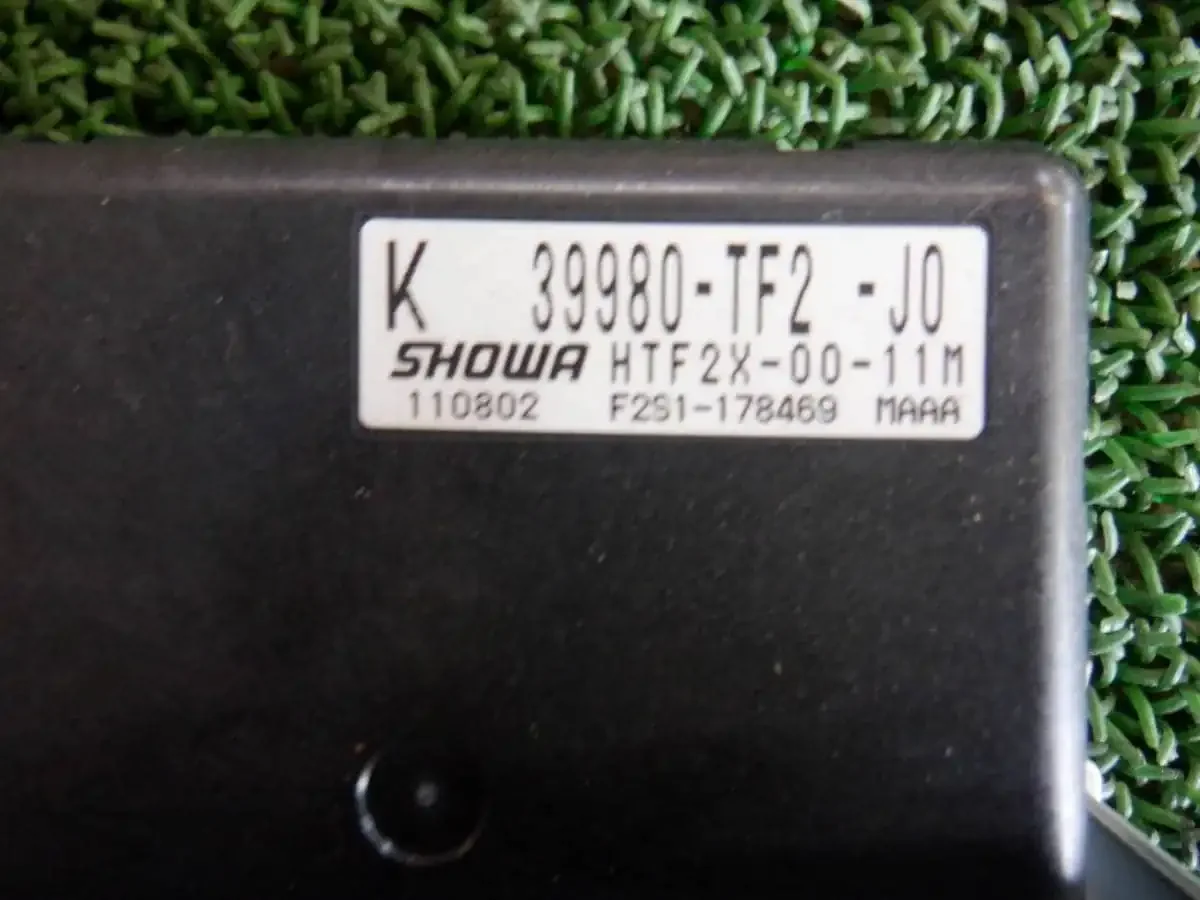 K 39980-TF2 -J0
SHOWA HTF2X-00-11M
110802 F2S1-178469 MAAA